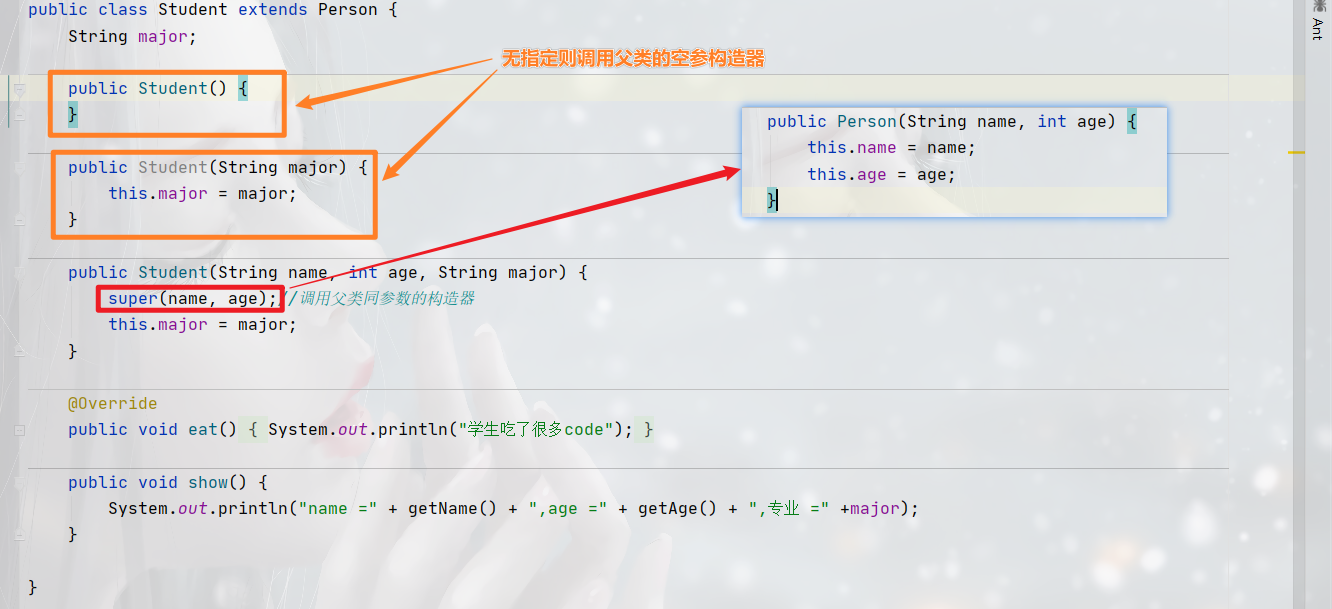 public class Student extends Person {
String major;
无指定则调用父类的空参构造器
public Student() {
}
public Person(String name, int age) {
this.name = name;
this.age = age;
}
public Student(String major) {
this.major = major;
}
public Student(String name, int age, String major) {
super(name, age);//调用父类同参数的构造器
this.major = major;
}
@Override
public void eat() { System.out.println("学生吃了很多code"); }
public void show() {
System.out.println("name =" + getName() + ",age =" + getAge() + ",专业 =" +major);
}
}
Ant